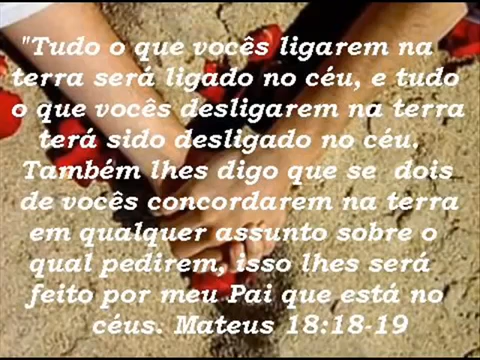 "Tudo o que vocês ligarem na
terra será ligado no céu, e tudo
o que vocês desligarem na terra
terá sido desligado no céu.
Também lhes digo que se dois
de vocês concordarem na terra
em qualquer assunto sobre o
qual pedirem, isso lhes será
feito por meu Pai que está no
céus. Mateus 18:18-19